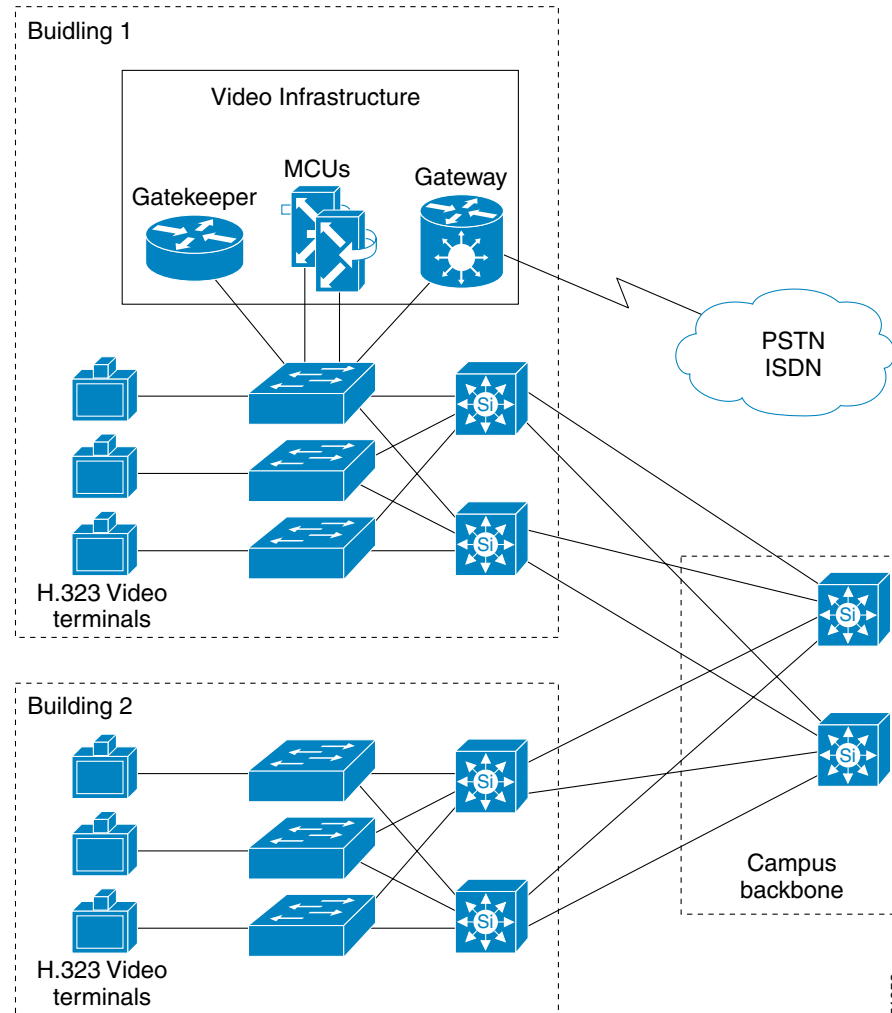 Buidling 1
Video Infrastructure
MCUs
Gatekeeper
Gateway
PSTN
ISDN
Si
Si
H.323 Video
terminals
Si
Building 2
Si
Si
Campus
backbone
Si
H.323 Video
terminals